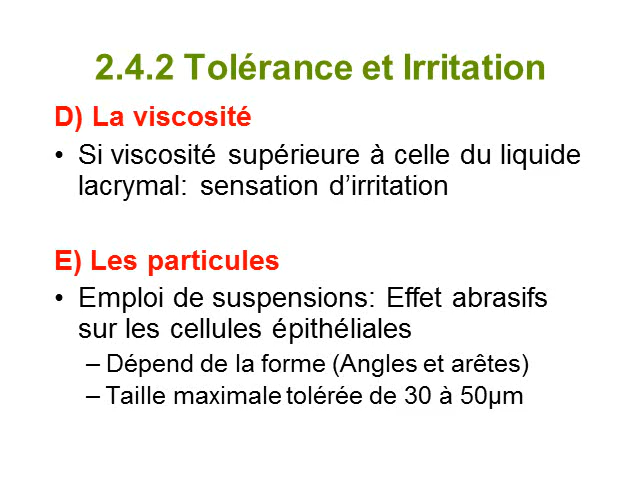 2.4.2 Tolérance et Irritation
D) La viscosité
• Si viscosité supérieure à celle du liquide
lacrymal: sensation d’irritation
E) Les particules
• Emploi de suspensions: Effet abrasifs
sur les cellules épithéliales
– Dépend de la forme (Angles et arêtes)
– Taille maximale tolérée de 30 à 50µm